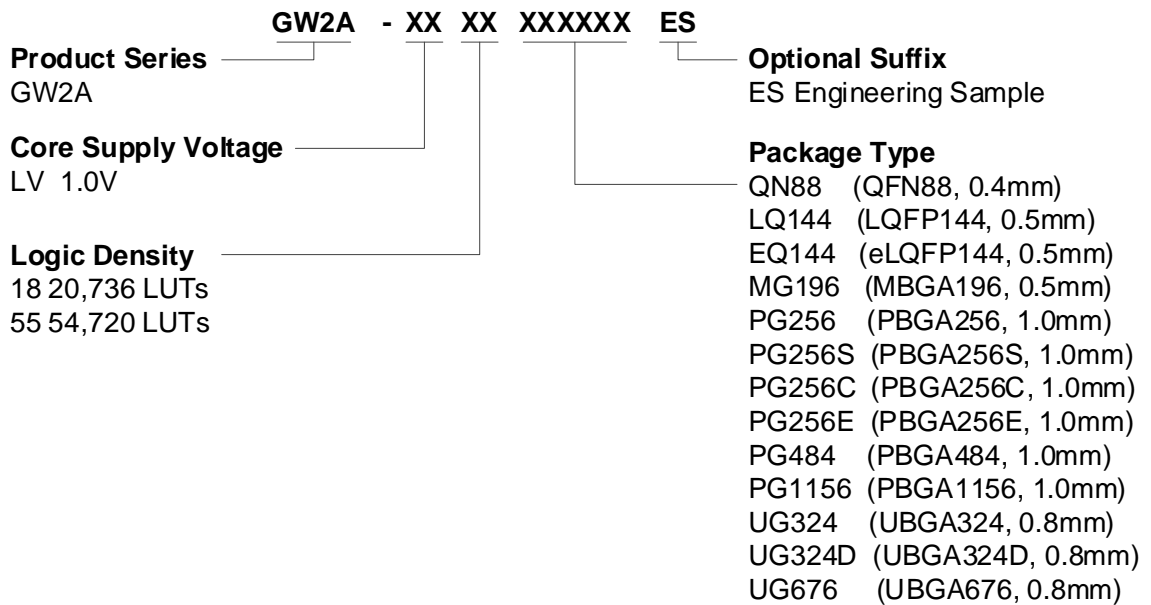 GW2A - XX XX XXXXXX ES
Product Series
GW2A
Core Supply Voltage
LV 1.0V
Logic Density
18 20,736 LUTs
55 54,720 LUTs
Optional Suffix
ES Engineering Sample
Package Type
QN88 (QFN88, 0.4mm)
LQ144 (LQFP144, 0.5mm)
EQ144 (eLQFP144, 0.5mm)
MG196 (MBGA196, 0.5mm)
PG256 (PBGA256, 1.0mm)
PG256S (PBGA256S, 1.0mm)
PG256C (PBGA256C, 1.0mm)
PG256E (PBGA256E, 1.0mm)
PG484 (PBGA484, 1.0mm)
PG1156 (PBGA1156, 1.0mm)
UG324 (UBGA324, 0.8mm)
UG324D (UBGA324D, 0.8mm)
UG676 (UBGA676, 0.8mm)